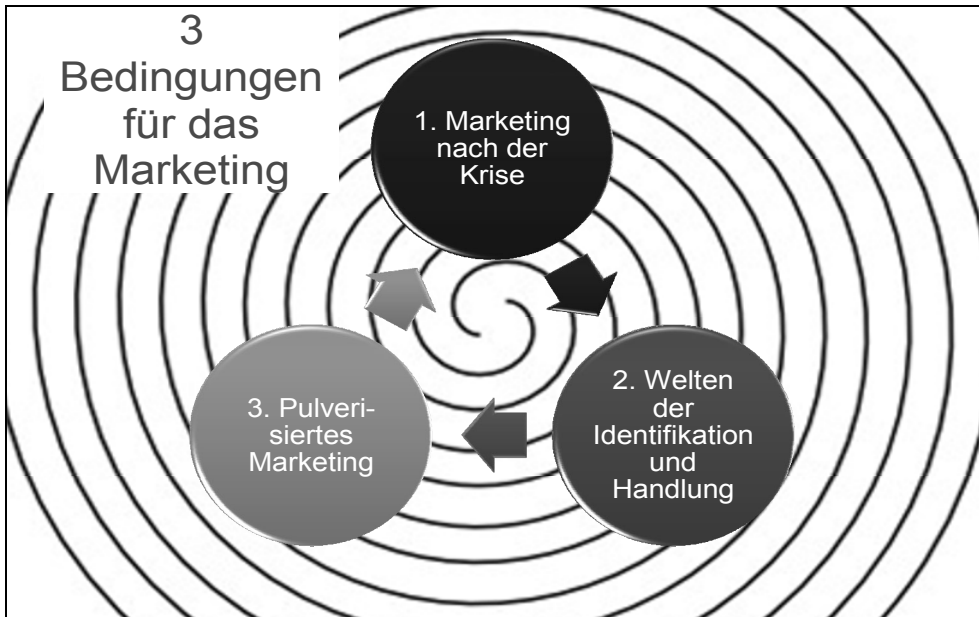 3
Bedingungen
für das
Marketing
1. Marketing
nach der
Krise
2. Welten
der
Identifikation
und
Handlung
3. Pulveri-
siertes
Marketing